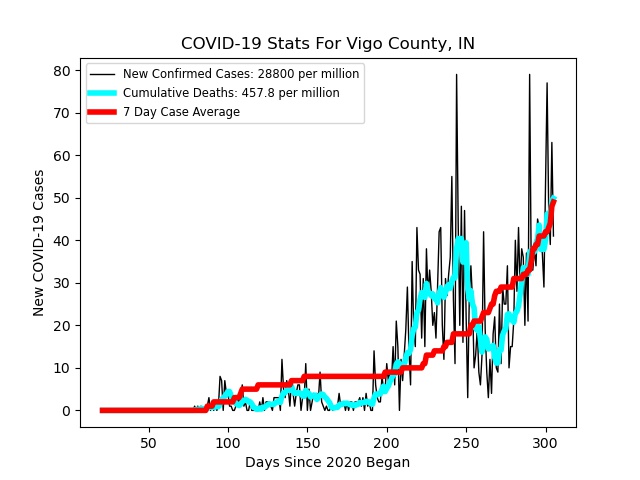 COVID-19 Stats For Vigo County, IN
New Confirmed Cases: 28800 per million
Cumulative Deaths: 457.8 per million
7 Day Case Average
New COVID-19 Cases
80
70
60
50
40
30
20
10
0
50 100 150 200 250 300
Days Since 2020 Began